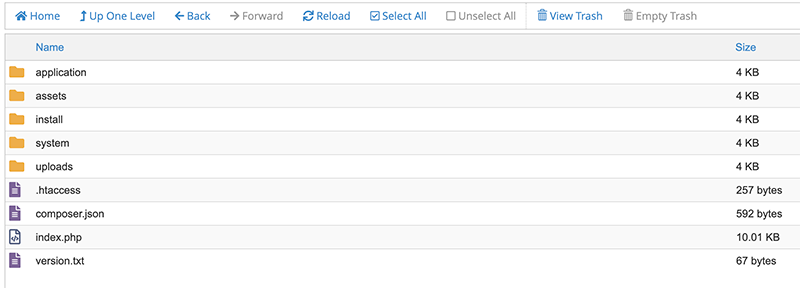 Home Up One Level Back Forward Reload Select All Unselect All View Trash Empty Trash
Name Size
application 4 KB
assets 4 KB
install 4 KB
system 4 KB
uploads 4 KB
.htaccess 257 bytes
composer.json 592 bytes
index.php 10.01 KB
version.txt 67 bytes